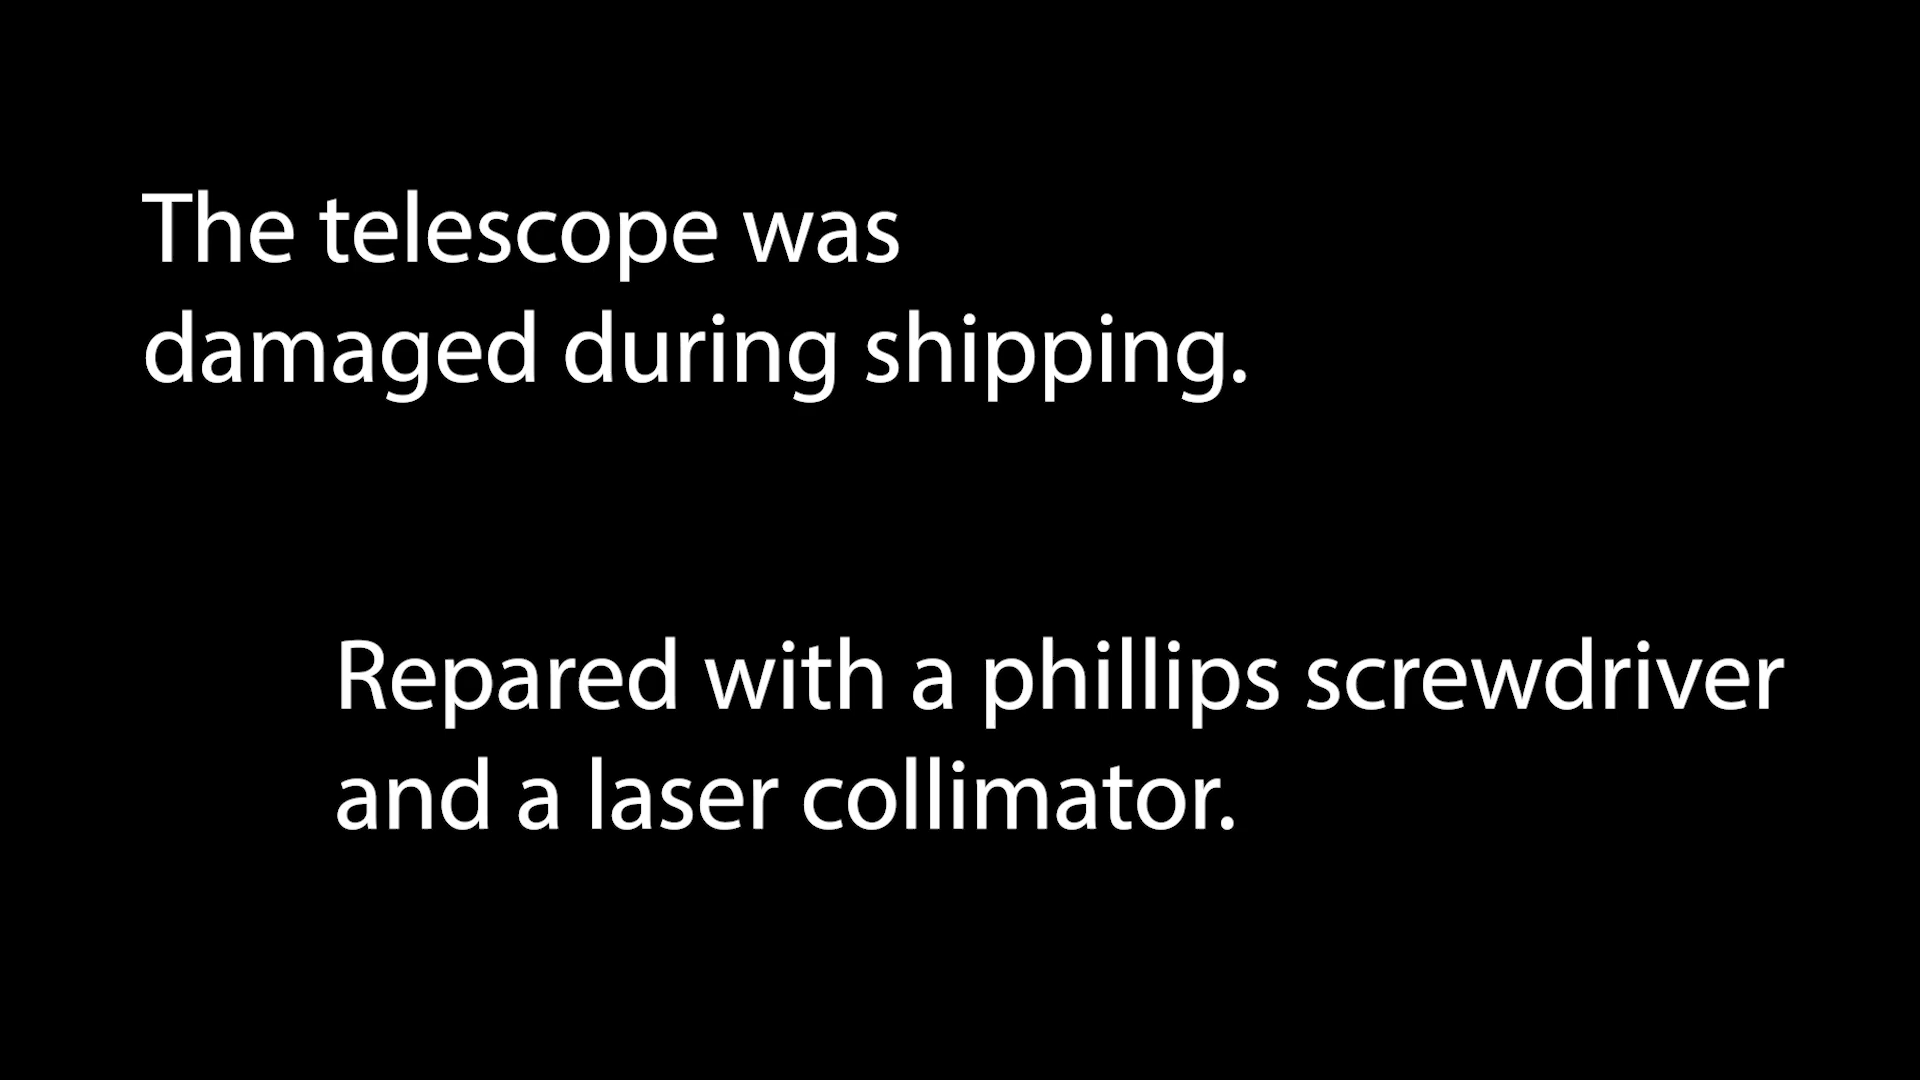 The telescope was
damaged during shipping.
Repared with a phillips screwdriver
and a laser collimator.